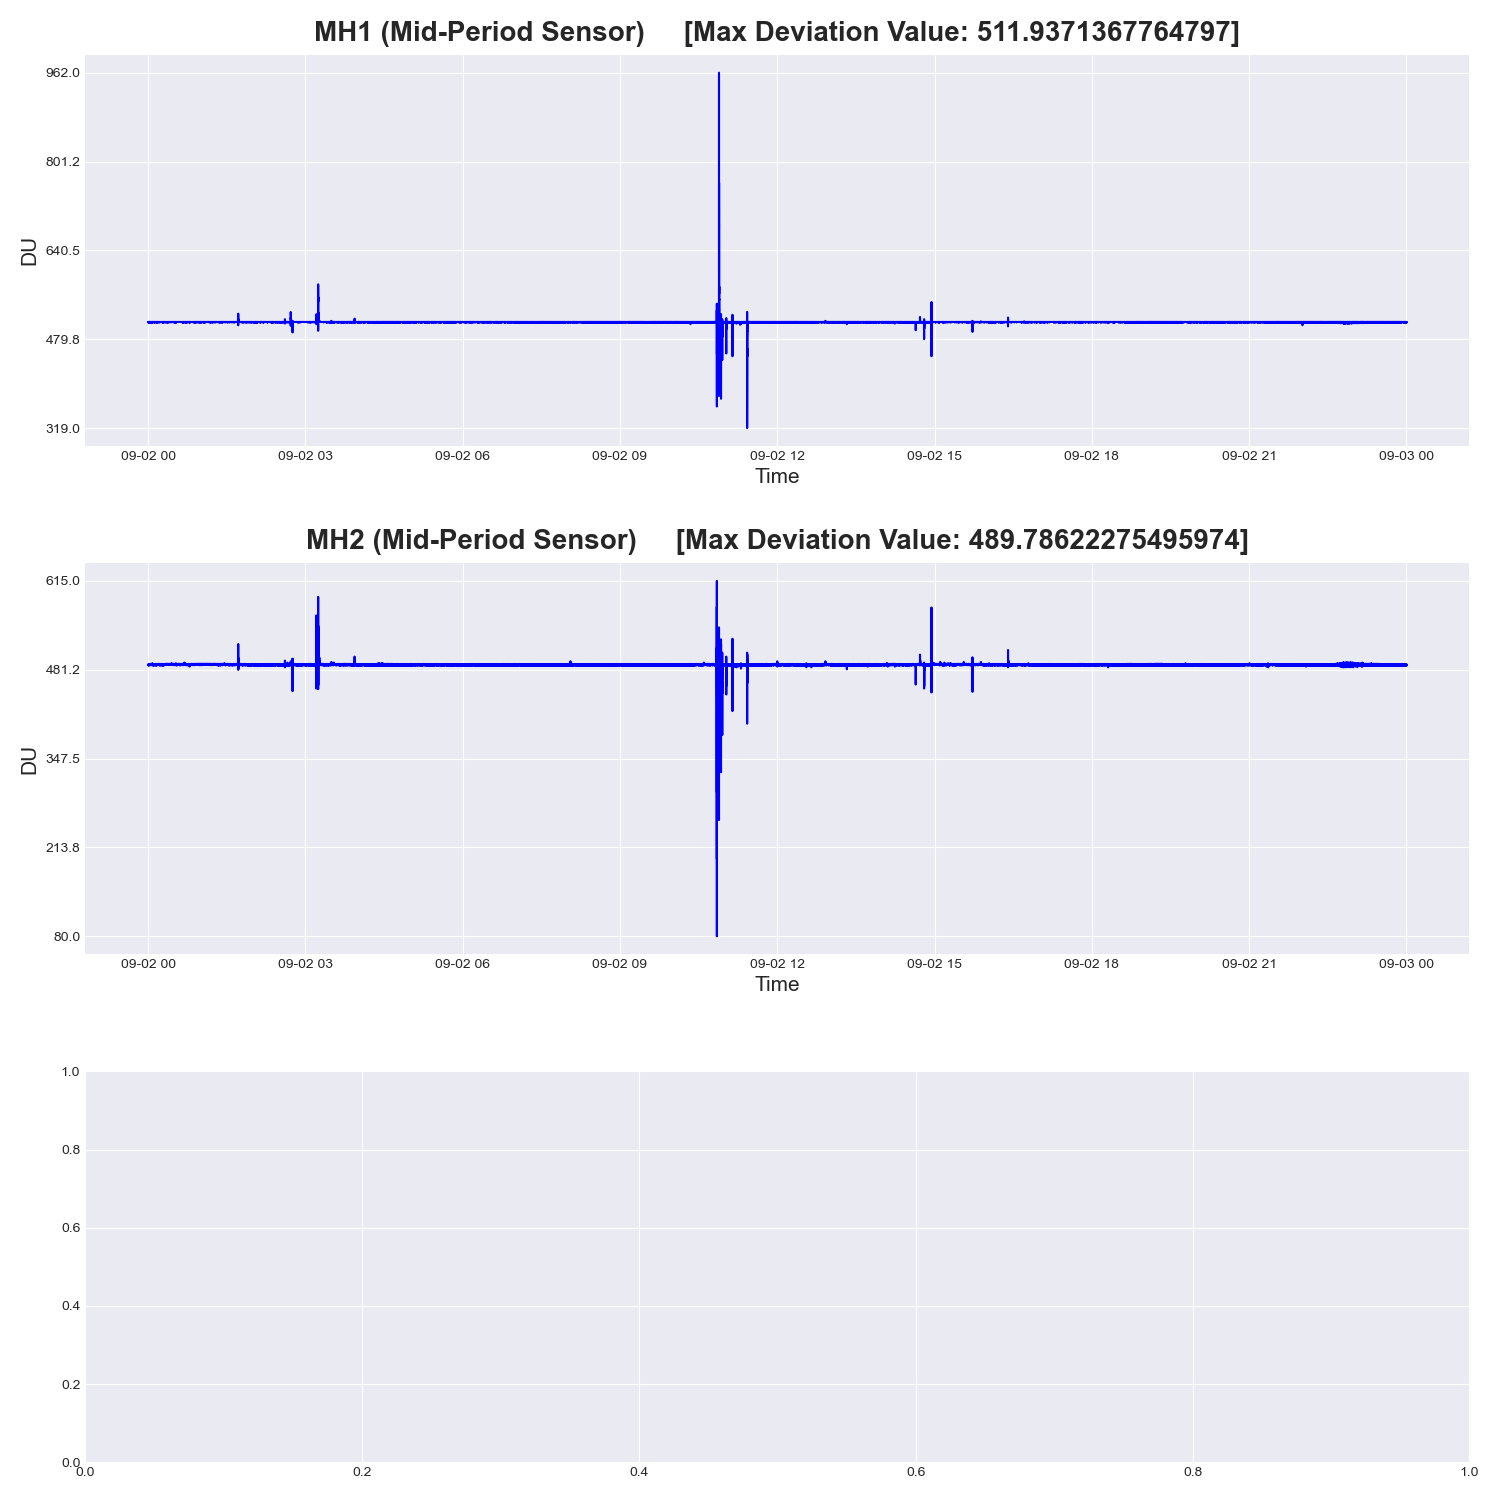 MH1 (Mid-Period Sensor) [Max Deviation Value: 511.9371367764797]
962.0
801.2
640.5
479.8
319.0
DU
09-02 00 09-02 03 09-02 06 09-02 09 09-02 12 09-02 15 09-02 18 09-02 21 09-03 00
Time
MH2 (Mid-Period Sensor) [Max Deviation Value: 489.78622275495974]
615.0
481.2
347.5
213.8
80.0
DU
09-02 00 09-02 03 09-02 06 09-02 09 09-02 12 09-02 15 09-02 18 09-02 21 09-03 00
Time
1.0
0.8
0.6
0.4
0.2
0.0
0.0 0.2 0.4 0.6 0.8 1.0